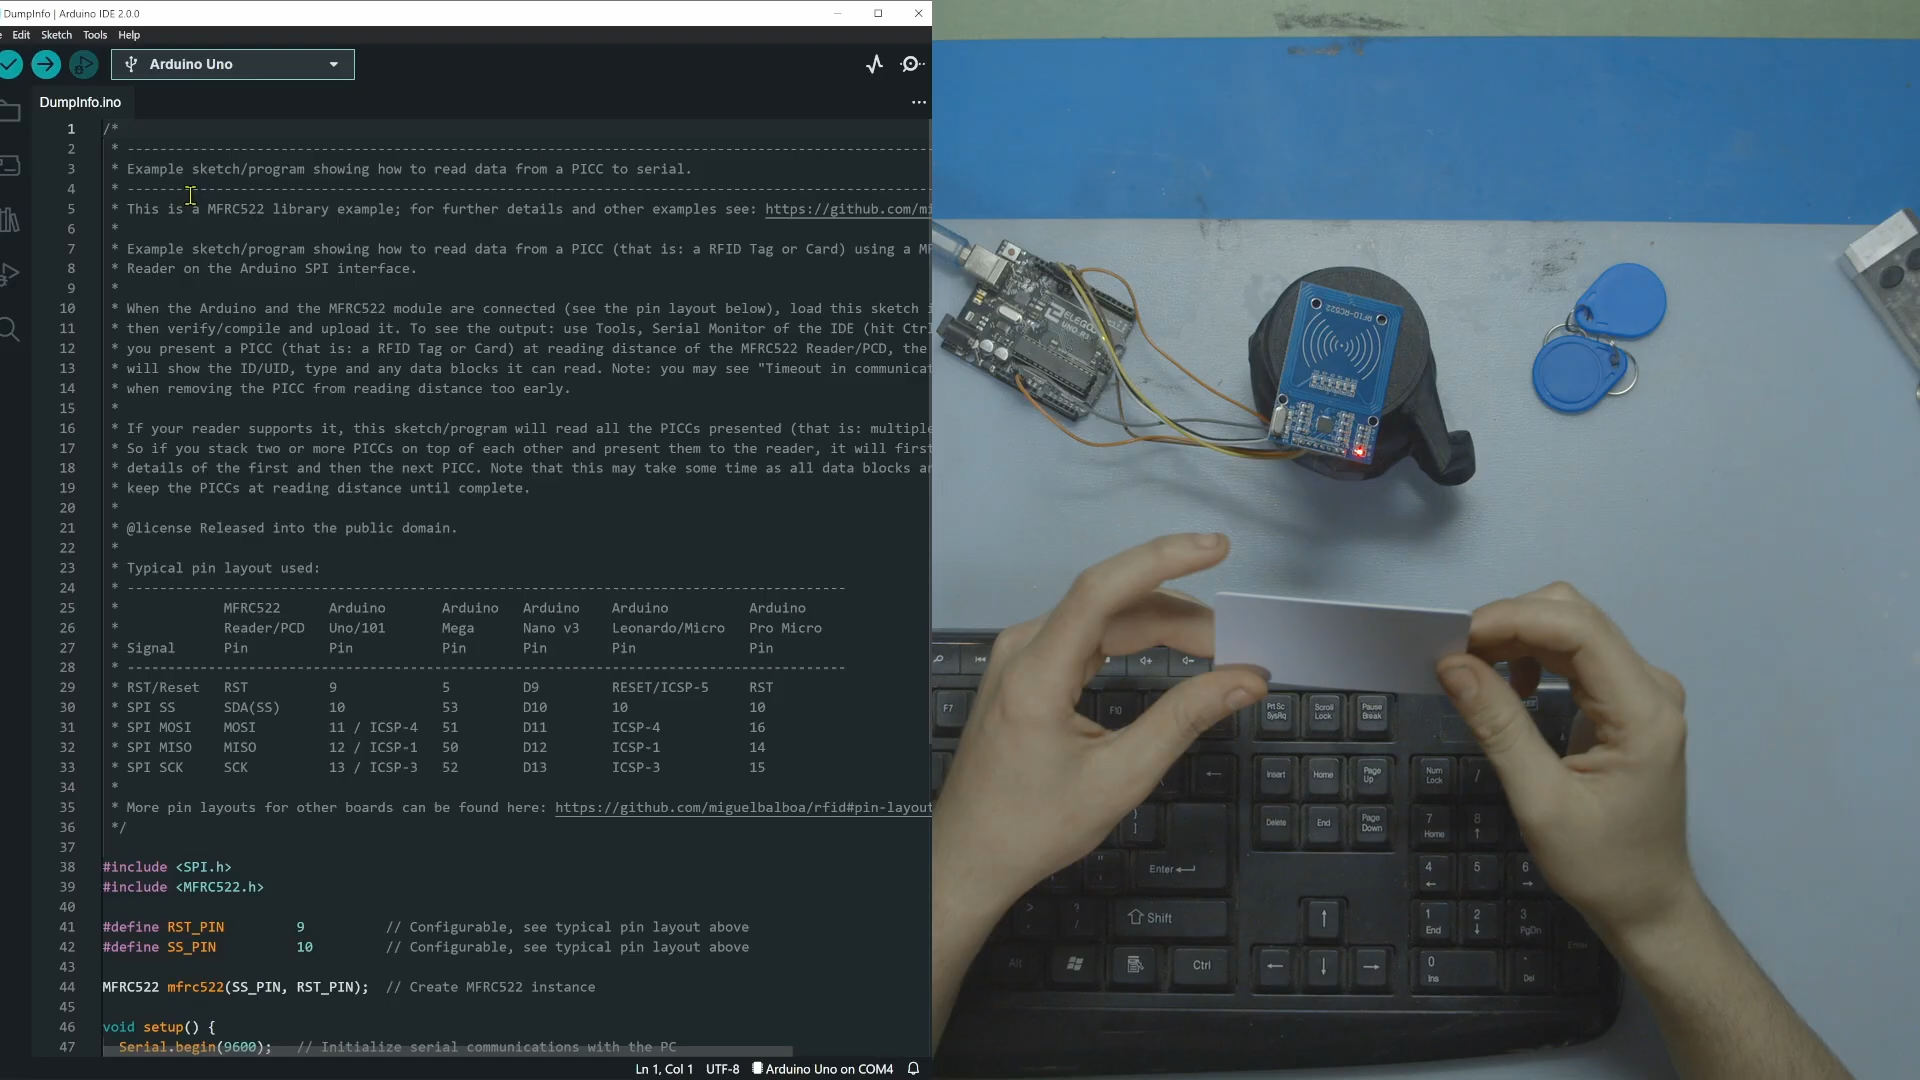 DumpInfo | Arduino IDE 2.0.0
Edit Sketch Tools Help
Arduino Uno
DumpInfo.ino
1 /*
2 * --------------------------------------------------------------------------------------------------------------------
3 * Example sketch/program showing how to read data from a PICC to serial.
4 * --------------------------------------------------------------------------------------------------------------------
5 * This is a MFRC522 library example; for further details and other examples see: https://github.com/mi
6 *
7 * Example sketch/program showing how to read data from a PICC (that is: a RFID Tag or Card) using a MF
8 * Reader on the Arduino SPI interface.
9 *
10 * When the Arduino and the MFRC522 module are connected (see the pin layout below), load this sketch i
11 * then verify/compile and upload it. To see the output: use Tools, Serial Monitor of the IDE (hit Ctrl
12 * you present a PICC (that is: a RFID Tag or Card) at reading distance of the MFRC522 Reader/PCD, the
13 * will show the ID/UID, type and any data blocks it can read. Note: you may see "Timeout in communicat
14 * when removing the PICC from reading distance too early.
15 *
16 * If your reader supports it, this sketch/program will read all the PICCs presented (that is: multiple
17 * So if you stack two or more PICCs on top of each other and present them to the reader, it will first
18 * details of the first and then the next PICC. Note that this may take some time as all data blocks ar
19 * keep the PICCs at reading distance until complete.
20 *
21 * @license Released into the public domain.
22 *
23 * Typical pin layout used:
24 * -----------------------------------------------------------------------------------------
25 * MFRC522 Arduino Arduino Arduino Arduino Arduino
26 * Reader/PCD Uno/101 Mega Nano v3 Leonardo/Micro Pro Micro
27 * Signal Pin Pin Pin Pin Pin Pin
28 * -----------------------------------------------------------------------------------------
29 * RST/Reset RST 9 5 D9 RESET/ICSP-5 RST
30 * SPI SS SDA(SS) 10 53 D10 10 10
31 * SPI MOSI MOSI 11 / ICSP-4 51 D11 ICSP-4 16
32 * SPI MISO MISO 12 / ICSP-1 50 D12 ICSP-1 14
33 * SPI SCK SCK 13 / ICSP-3 52 D13 ICSP-3 15
34 *
35 * More pin layouts for other boards can be found here: https://github.com/miguelbalboa/rfid#pin-layout
36 */
37
38 #include <SPI.h>
39 #include <MFRC522.h>
40
41 #define RST_PIN 9 // Configurable, see typical pin layout above
42 #define SS_PIN 10 // Configurable, see typical pin layout above
43
44 MFRC522 mfrc522(SS_PIN, RST_PIN); // Create MFRC522 instance
45
46 void setup() {
47 Serial.begin(9600); // Initialize serial communications with the PC
Ln 1, Col 1 UTF-8 Arduino Uno on COM4
RFID-RC522
ELEGOO
UNO R3
F7 F10 Prt Sc SysRq Scroll Lock Pause Break
Insert Home Page Up Num Lock /
Delete End Page Down 7 Home 8
Enter 4 5 6
Shift 1 End 2 3 PgDn
Alt Ctrl 0 Ins . Del Enter